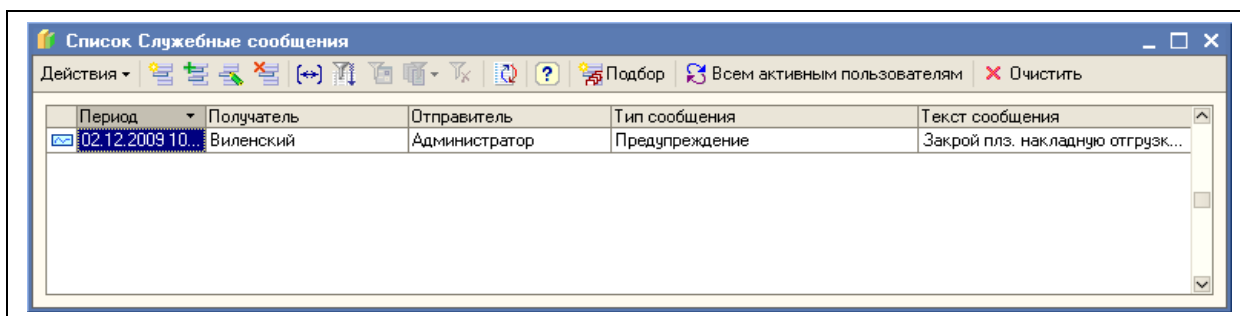 Список Служебные сообщения
Действия Подбор Всем активным пользователям Очистить
Период Получатель Отправитель Тип сообщения Текст сообщения
02.12.2009 10... Виленский Администратор Предупреждение Закрой плз. накладную отгрузк...